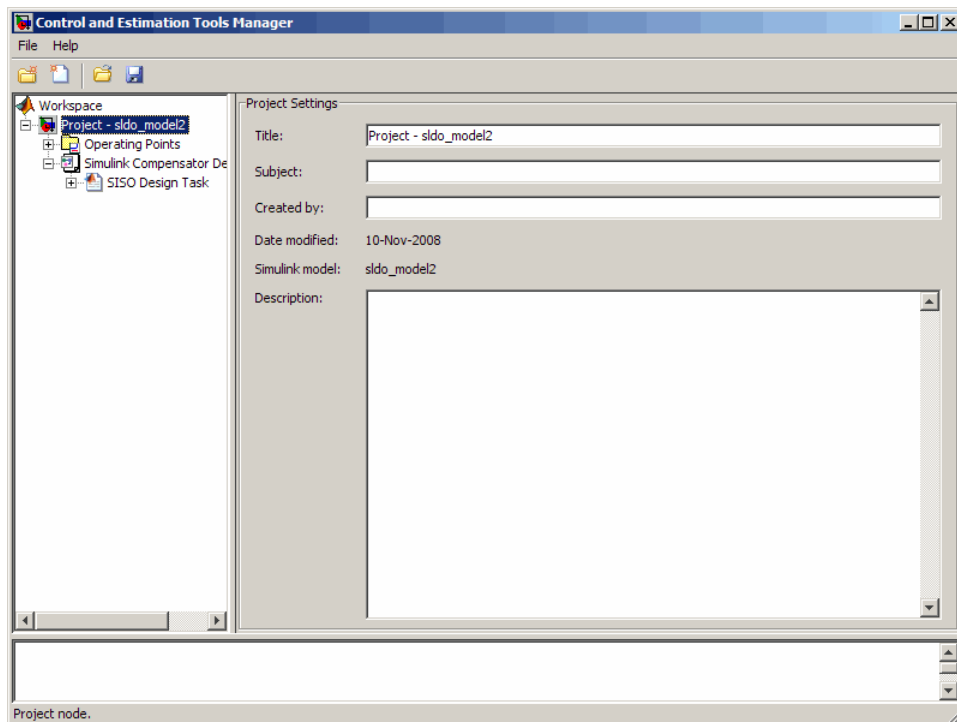 Control and Estimation Tools Manager
File Help
Workspace
Project - sldo_model2
Operating Points
Simulink Compensator De
SISO Design Task
Project Settings
Title: Project - sldo_model2
Subject:
Created by:
Date modified: 10-Nov-2008
Simulink model: sldo_model2
Description:
Project node.